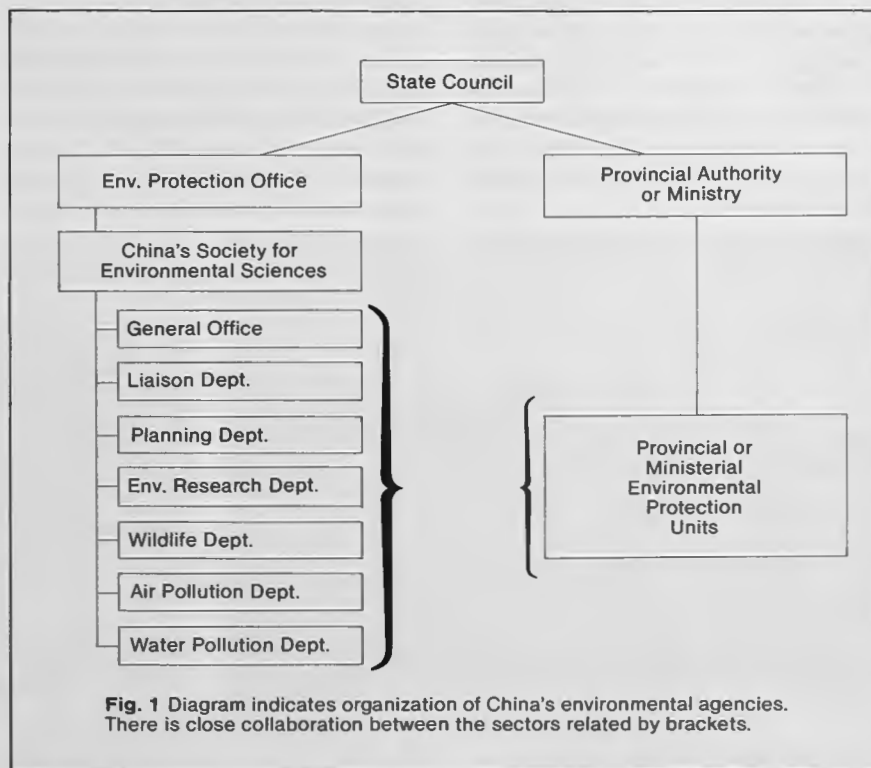 State Council
Env. Protection Office
Provincial Authority
or Ministry
China's Society for
Environmental Sciences
General Office
Liaison Dept.
Planning Dept.
Env. Research Dept.
Wildlife Dept.
Air Pollution Dept.
Water Pollution Dept.
Provincial or
Ministerial
Environmental
Protection
Units
Fig. 1 Diagram indicates organization of China's environmental agencies.
There is close collaboration between the sectors related by brackets.